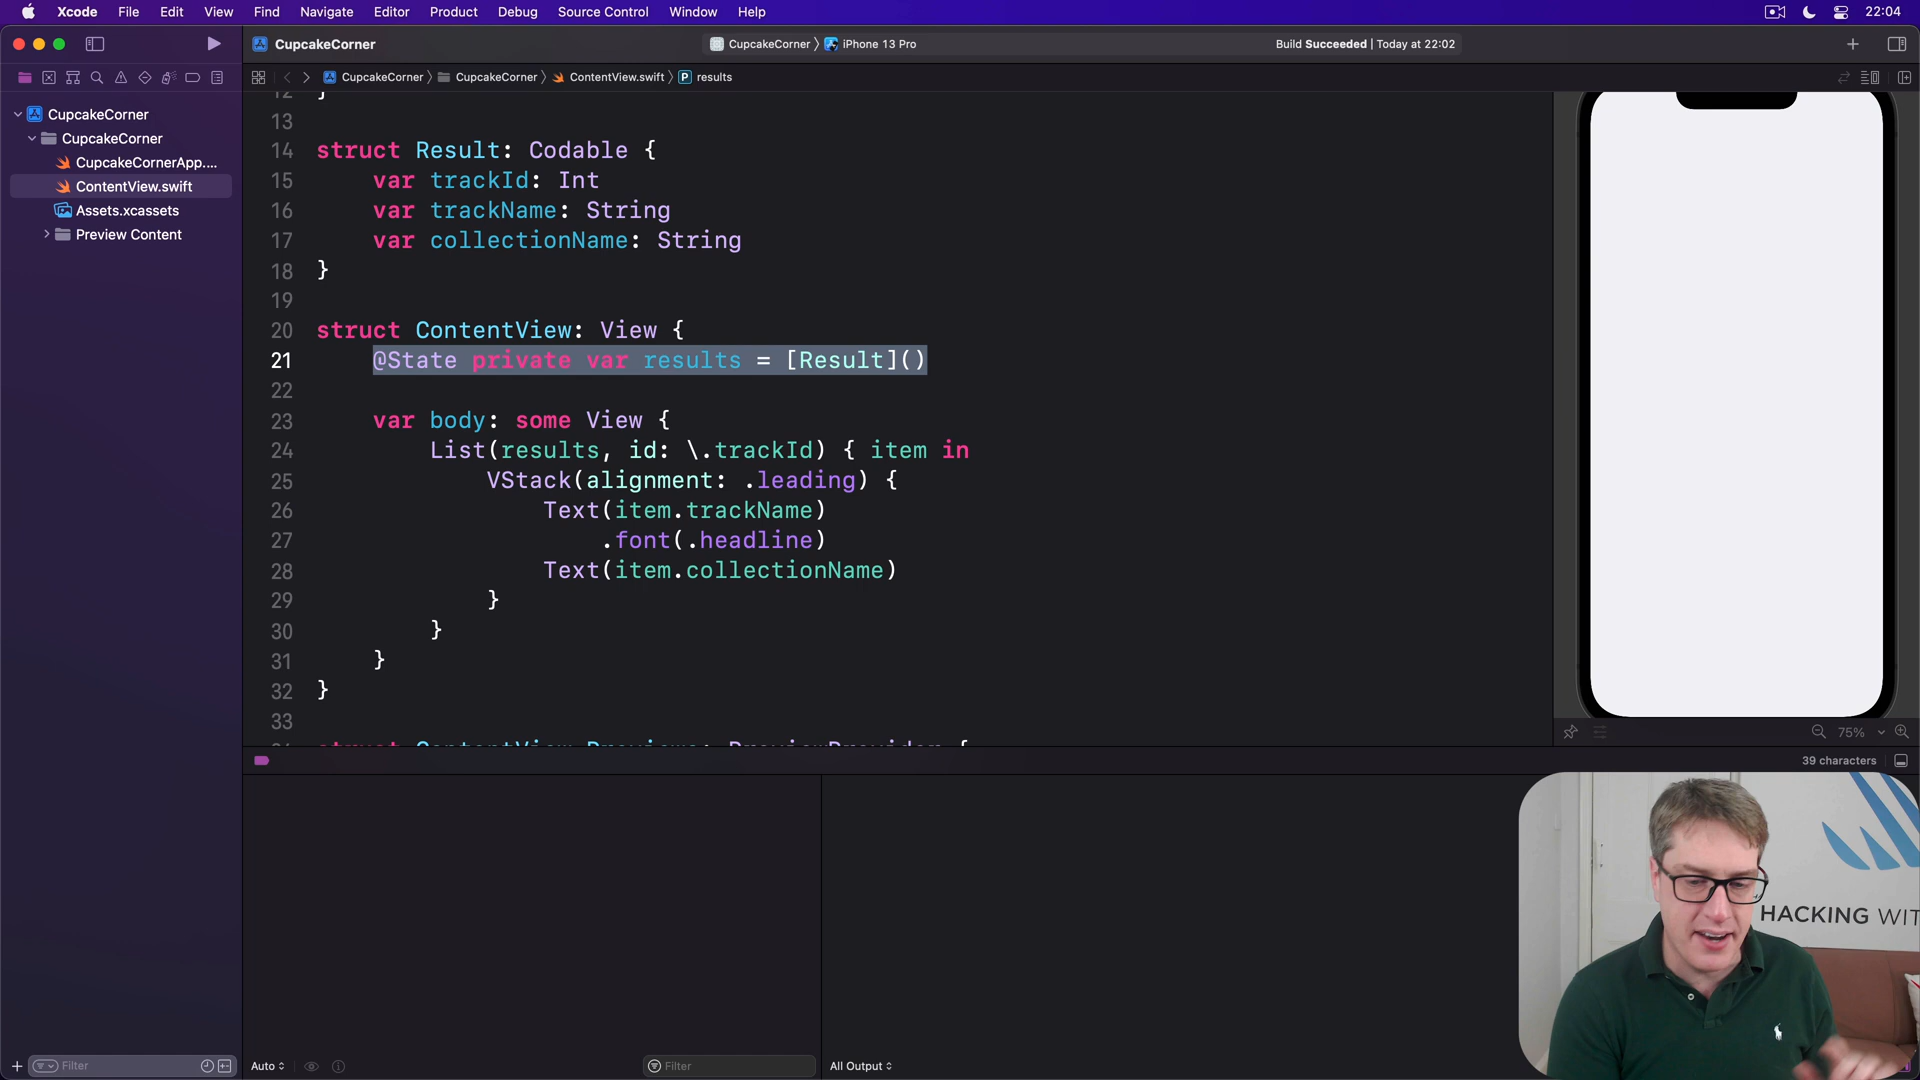 Xcode File Edit View Find Navigate Editor Product Debug Source Control Window Help 22:04
CupcakeCorner
CupcakeCorner iPhone 13 Pro
Build Succeeded | Today at 22:02
CupcakeCorner CupcakeCorner ContentView.swift P results
CupcakeCorner
CupcakeCorner
CupcakeCornerApp....
ContentView.swift
Assets.xcassets
Preview Content
12 }
13
14 struct Result: Codable {
15 var trackId: Int
16 var trackName: String
17 var collectionName: String
18 }
19
20 struct ContentView: View {
21 @State private var results = [Result]()
22
23 var body: some View {
24 List(results, id: \.trackId) { item in
25 VStack(alignment: .leading) {
26 Text(item.trackName)
27 .font(.headline)
28 Text(item.collectionName)
29 }
30 }
31 }
32 }
33
struct ContentView_Previews: PreviewProvider {
75%
39 characters
HACKING WIT
Filter
Auto
Filter
All Output